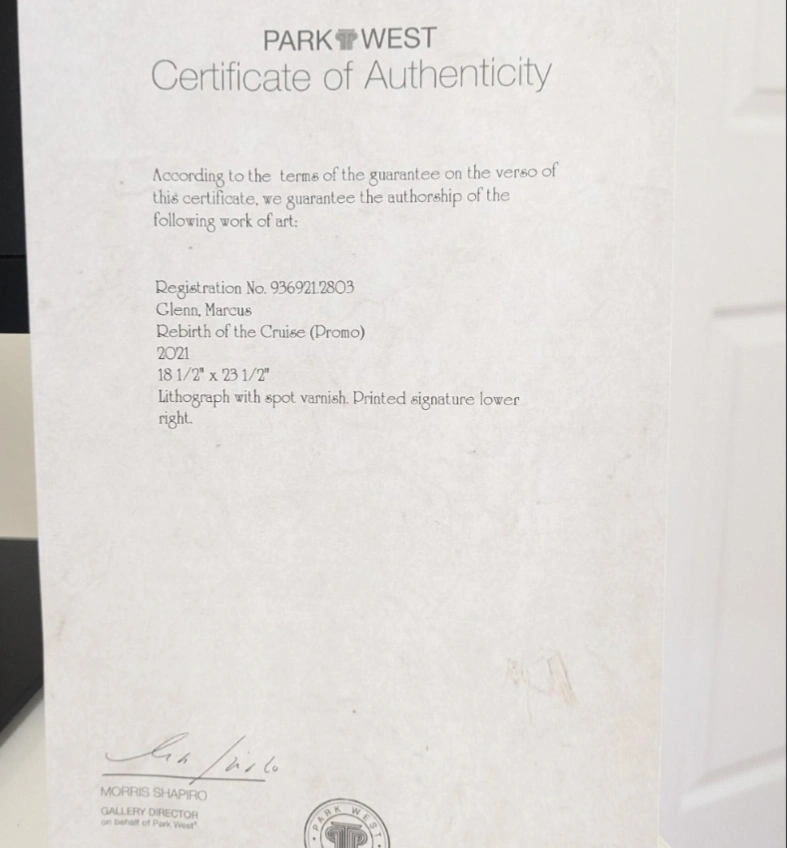 PARK WEST
Certificate of Authenticity
According to the terms of the guarantee on the verso of
this certificate, we guarantee the authorship of the
following work of art:
Registration No. 936921.2803
Glenn, Marcus
Rebirth of the Cruise (Promo)
2021
18 1/2" x 23 1/2"
Lithograph with spot varnish. Printed signature lower
right.
MORRIS SHAPIRO
GALLERY DIRECTOR
on behalf of Park West®
· PARK WEST ·